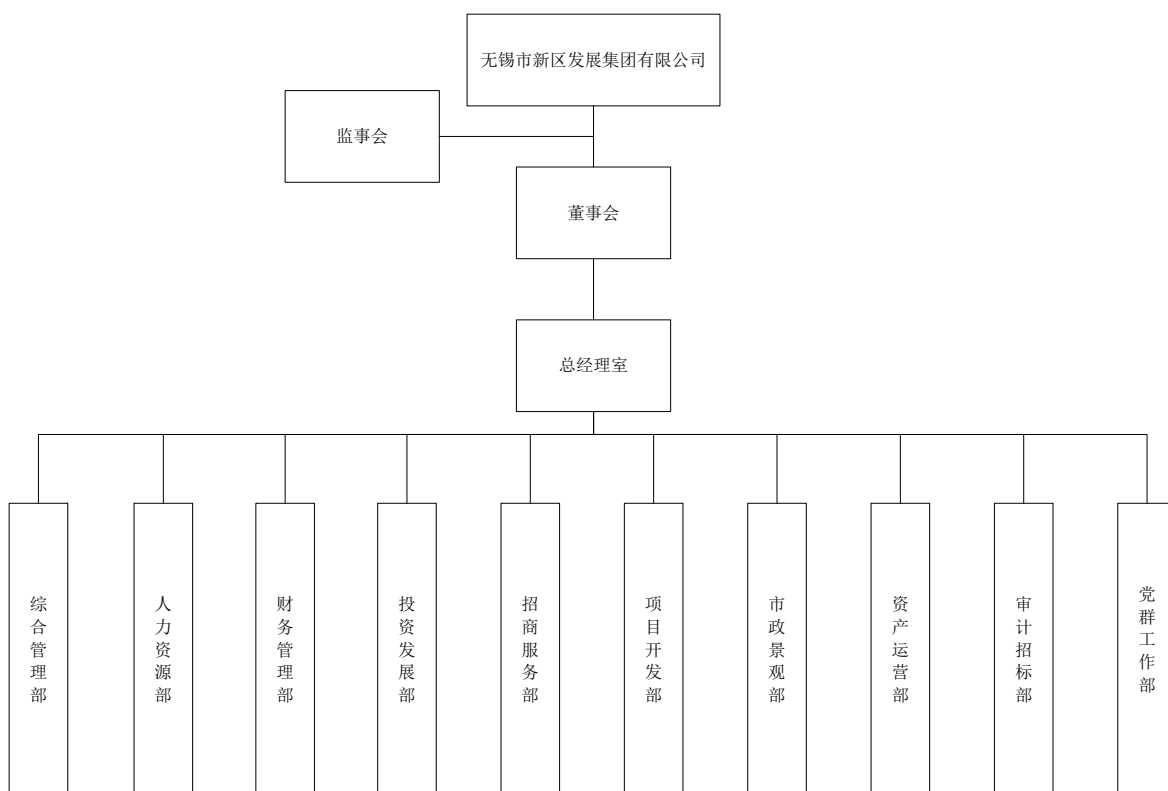 无锡市新区发展集团有限公司
监事会
董事会
总经理室
综合管理部
人力资源部
财务管理部
投资发展部
招商服务部
项目开发部
市政景观部
资产运营部
审计招标部
党群工作部